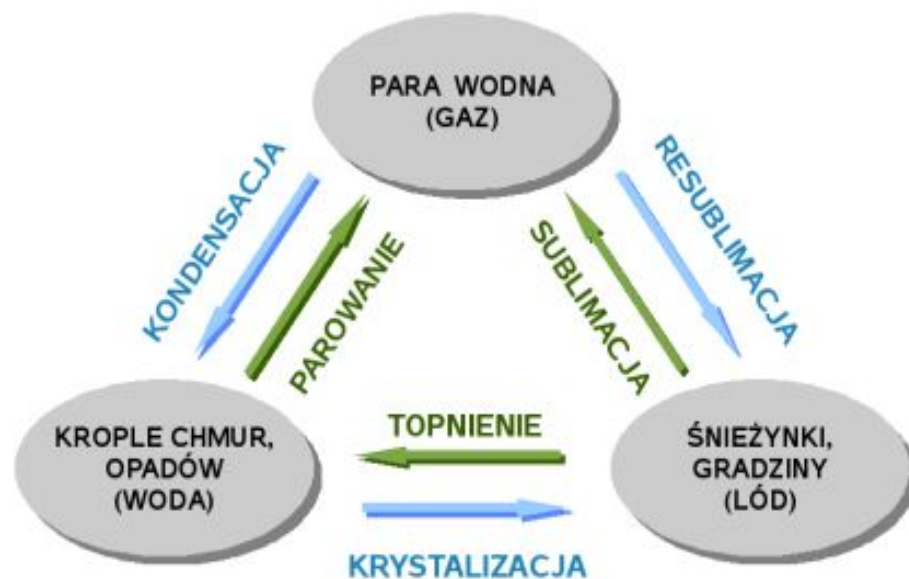 PARA WODNA
(GAZ)
KONDENSACJA
PAROWANIE
SUBLIMACJA
RESUBLIMACJA
KROPLE CHMUR,
OPADÓW
(WODA)
TOPNIENIE
ŚNIEŻYNKI,
GRADZINY
(LÓD)
KRYSTALIZACJA